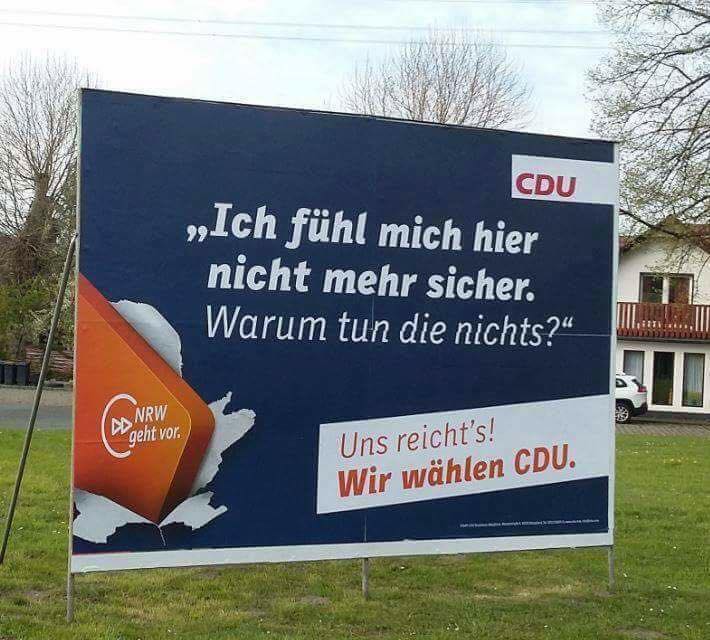 CDU
„Ich fühl mich hier
nicht mehr sicher.
Warum tun die nichts?“
NRW
geht vor.
Uns reicht's!
Wir wählen CDU.